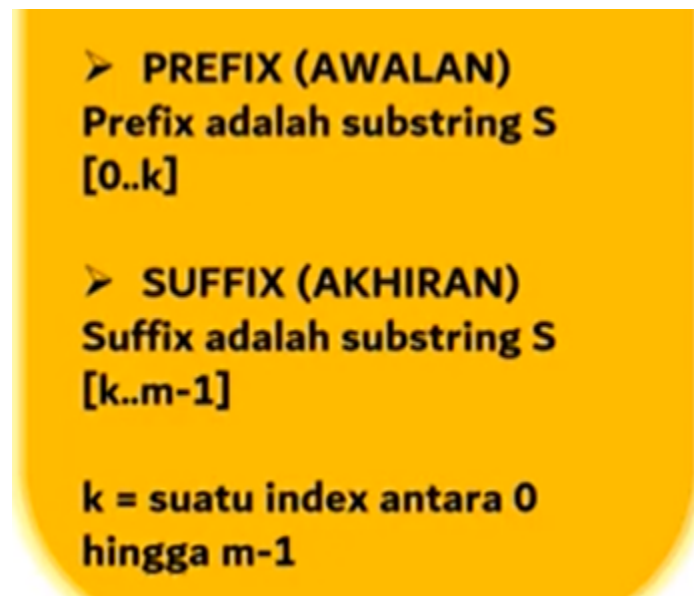 ➢ PREFIX (AWALAN)
Prefix adalah substring S
[0..k]
➢ SUFFIX (AKHIRAN)
Suffix adalah substring S
[k..m-1]
k = suatu index antara 0
hingga m-1